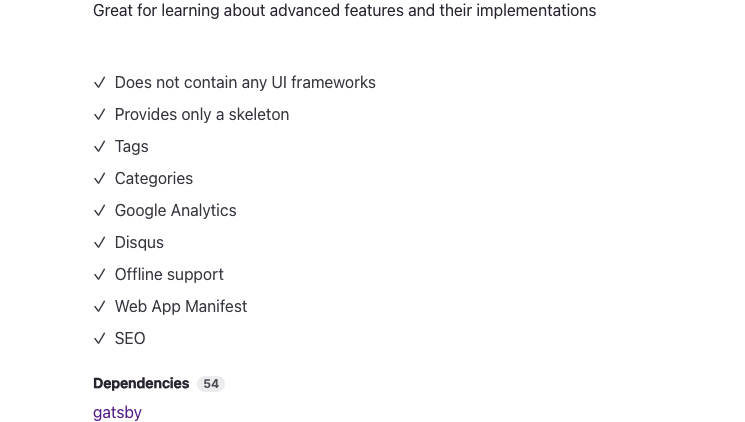 Great for learning about advanced features and their implementations
✓ Does not contain any UI frameworks
✓ Provides only a skeleton
✓ Tags
✓ Categories
✓ Google Analytics
✓ Disqus
✓ Offline support
✓ Web App Manifest
✓ SEO
Dependencies 54
gatsby